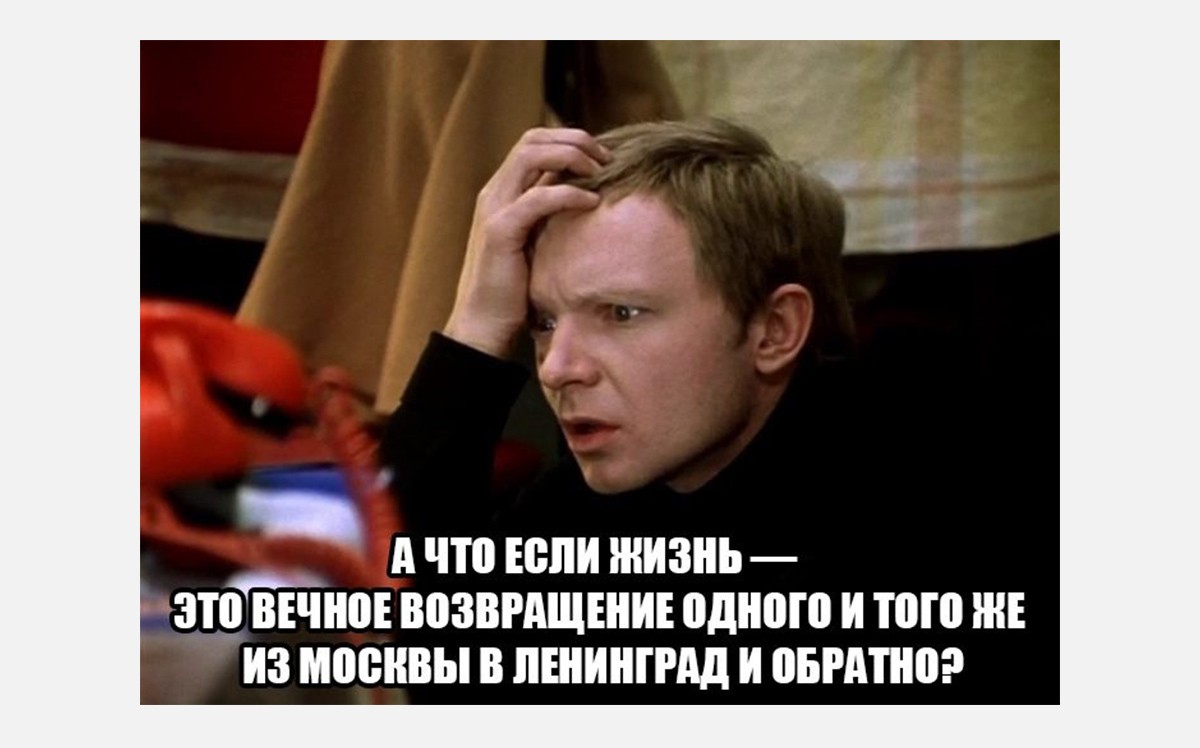 А ЧТО ЕСЛИ ЖИЗНЬ —
ЭТО ВЕЧНОЕ ВОЗВРАЩЕНИЕ ОДНОГО И ТОГО ЖЕ
ИЗ МОСКВЫ В ЛЕНИНГРАД И ОБРАТНО?